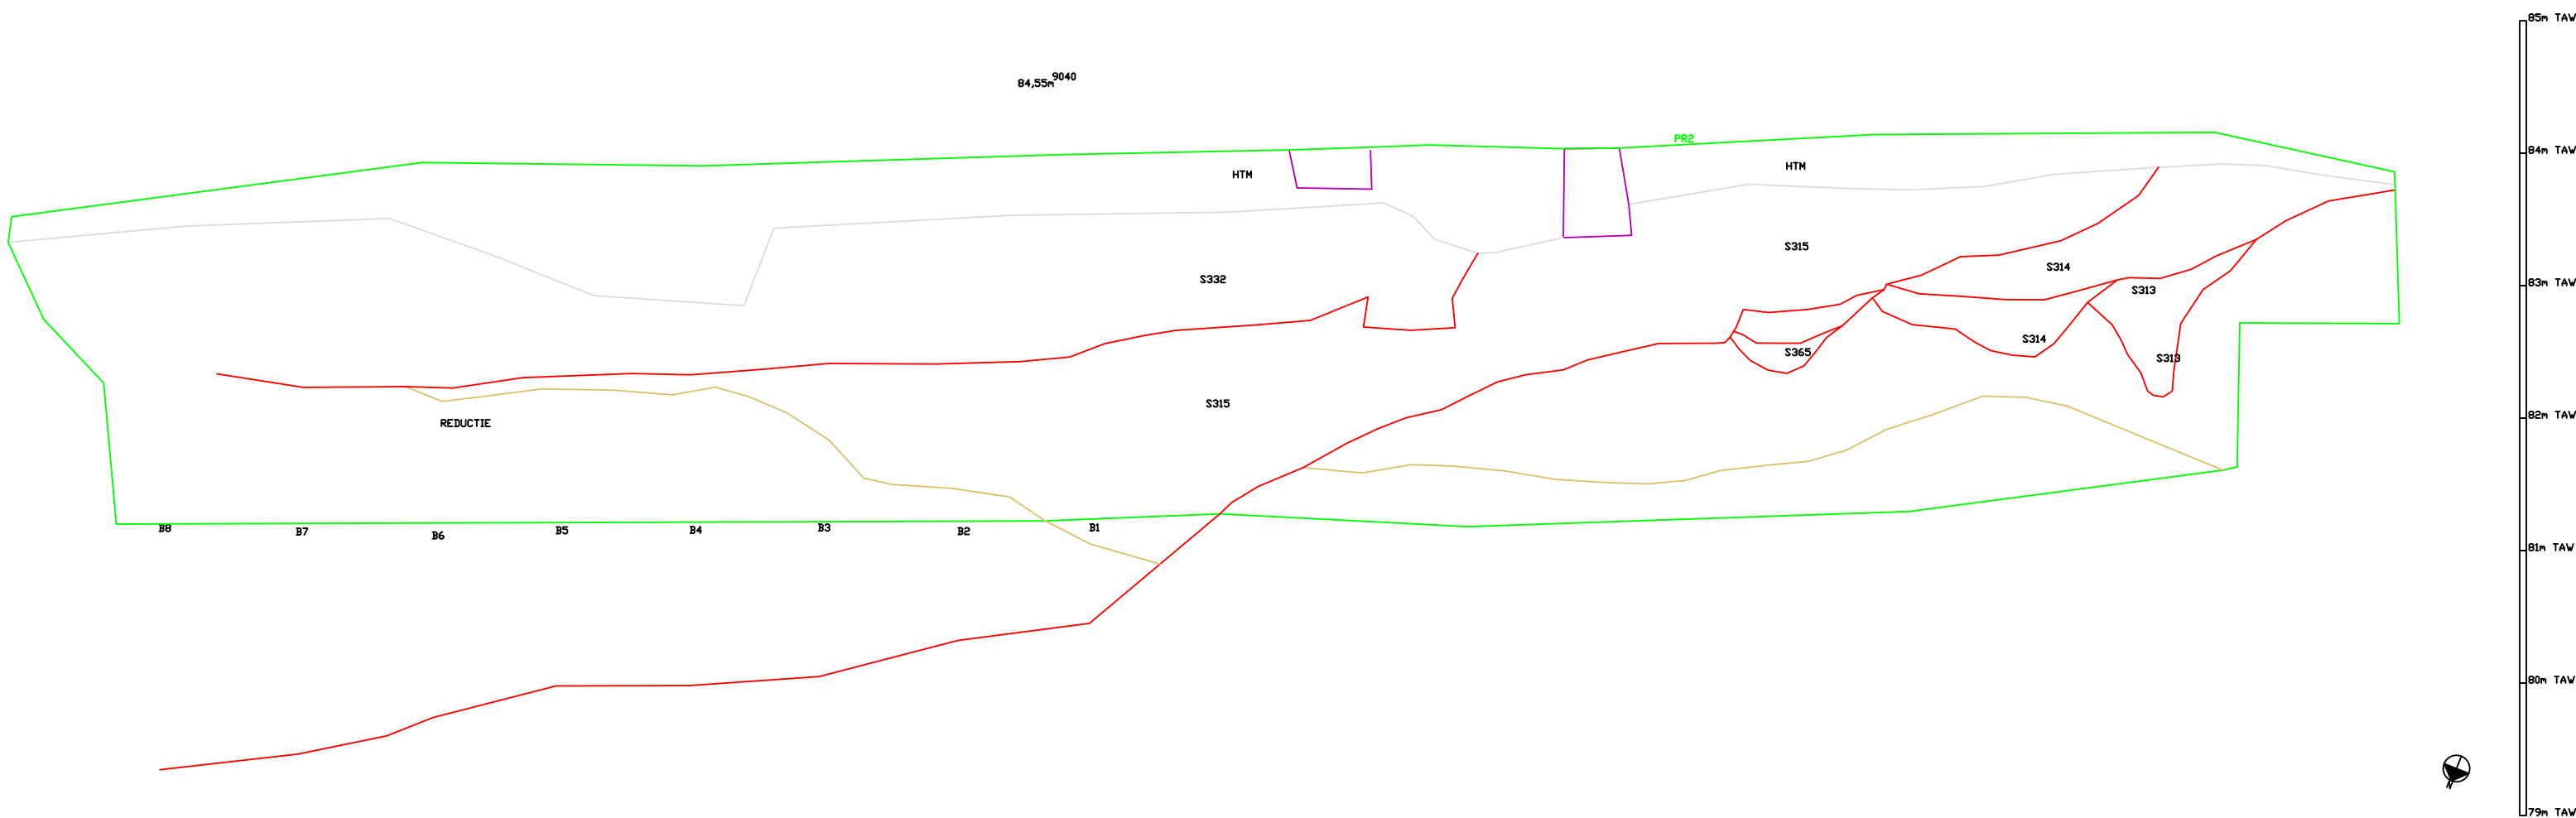 85m TAW
9040
84,55m
PR2
84m TAW
HTM
HTM
S315
S314
S332
83m TAW
S313
S314
S365
S313
S315
82m TAW
REDUCTIE
B8
B7
B6
B5
B4
B3
B2
B1
81m TAW
80m TAW
79m TAW